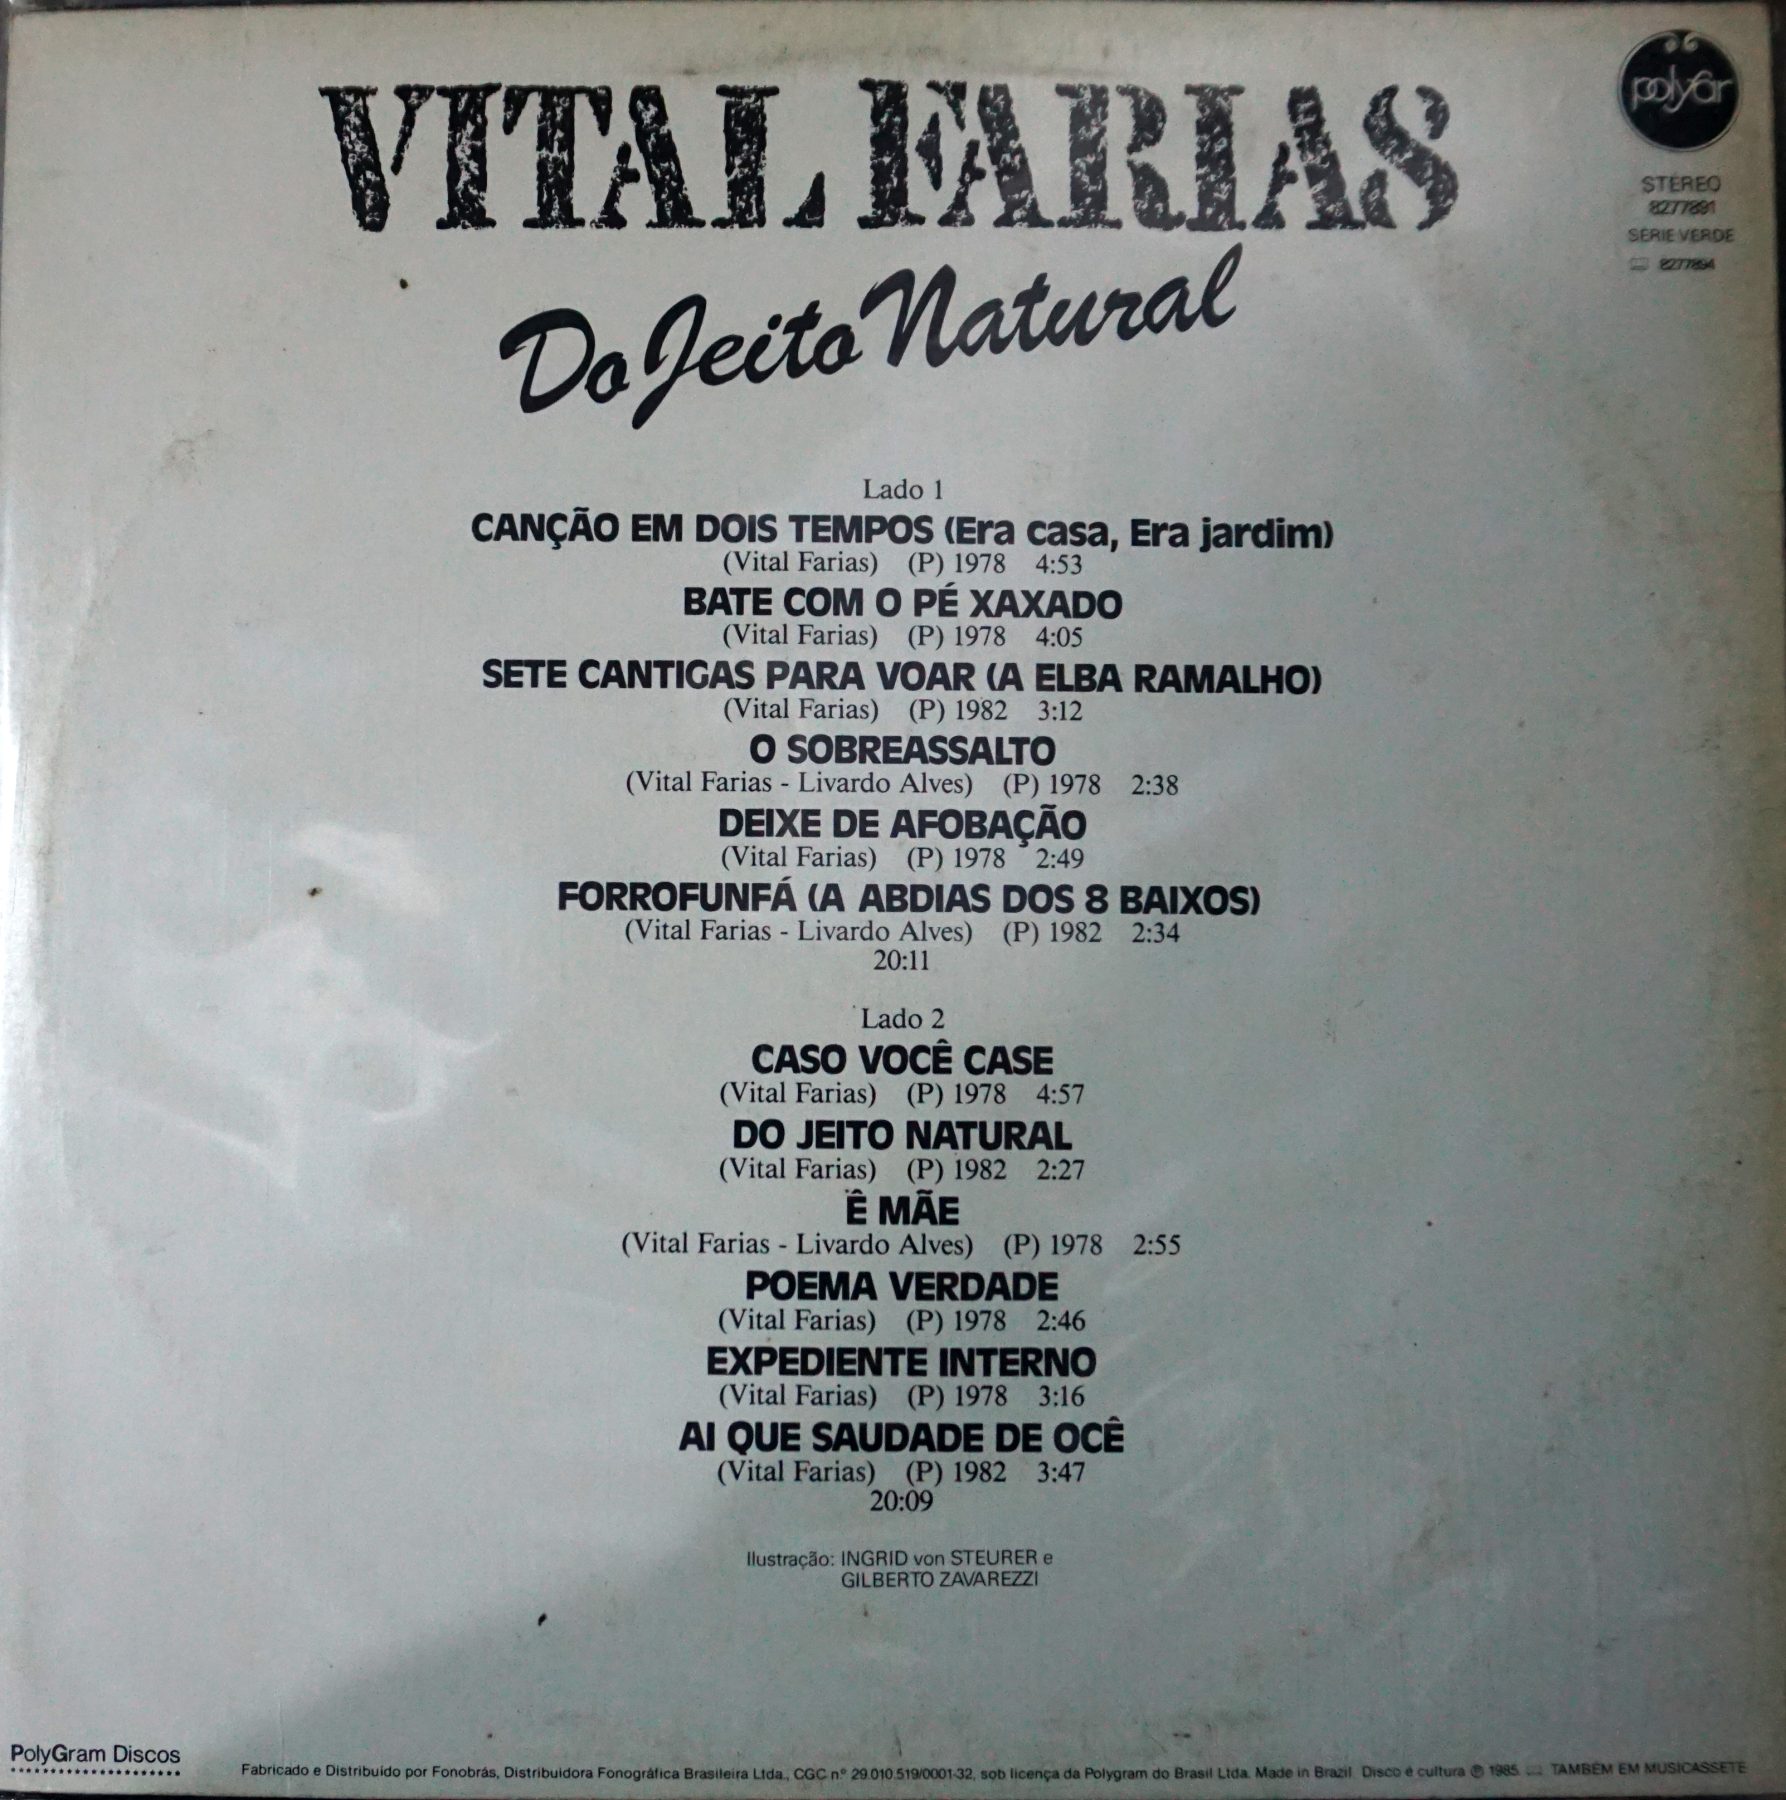 VITAL FARIAS
Do Jeito Natural
polyfar
STEREO
8277891
SERIE VERDE
8277894
Lado 1
CANÇÃO EM DOIS TEMPOS (Era casa, Era jardim)
(Vital Farias) (P) 1978 4:53
BATE COM O PÉ XAXADO
(Vital Farias) (P) 1978 4:05
SETE CANTIGAS PARA VOAR (A ELBA RAMALHO)
(Vital Farias) (P) 1982 3:12
O SOBREASSALTO
(Vital Farias - Livardo Alves) (P) 1978 2:38
DEIXE DE AFOBAÇÃO
(Vital Farias) (P) 1978 2:49
FORROFUNFÁ (A ABDIAS DOS 8 BAIXOS)
(Vital Farias - Livardo Alves) (P) 1982 2:34
20:11
Lado 2
CASO VOCÊ CASE
(Vital Farias) (P) 1978 4:57
DO JEITO NATURAL
(Vital Farias) (P) 1982 2:27
Ê MÃE
(Vital Farias - Livardo Alves) (P) 1978 2:55
POEMA VERDADE
(Vital Farias) (P) 1978 2:46
EXPEDIENTE INTERNO
(Vital Farias) (P) 1978 3:16
AI QUE SAUDADE DE OCÊ
(Vital Farias) (P) 1982 3:47
20:09
Ilustração: INGRID von STEURER e
GILBERTO ZAVAREZZI
PolyGram Discos
Fabricado e Distribuído por Fonobrás, Distribuidora Fonográfica Brasileira Ltda., CGC nº 29.010.519/0001-32, sob licença da Polygram do Brasil Ltda. Made in Brazil. Disco é cultura ℗ 1985. TAMBÉM EM MUSICASSETE